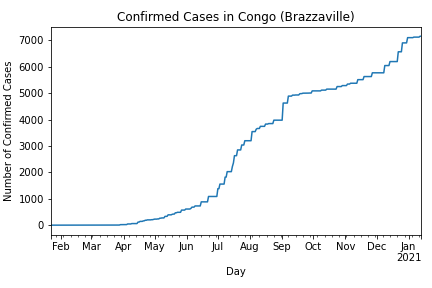 Confirmed Cases in Congo (Brazzaville)
Number of Confirmed Cases
7000
6000
5000
4000
3000
2000
1000
0
Feb Mar Apr May Jun Jul Aug Sep Oct Nov Dec Jan
2021
Day